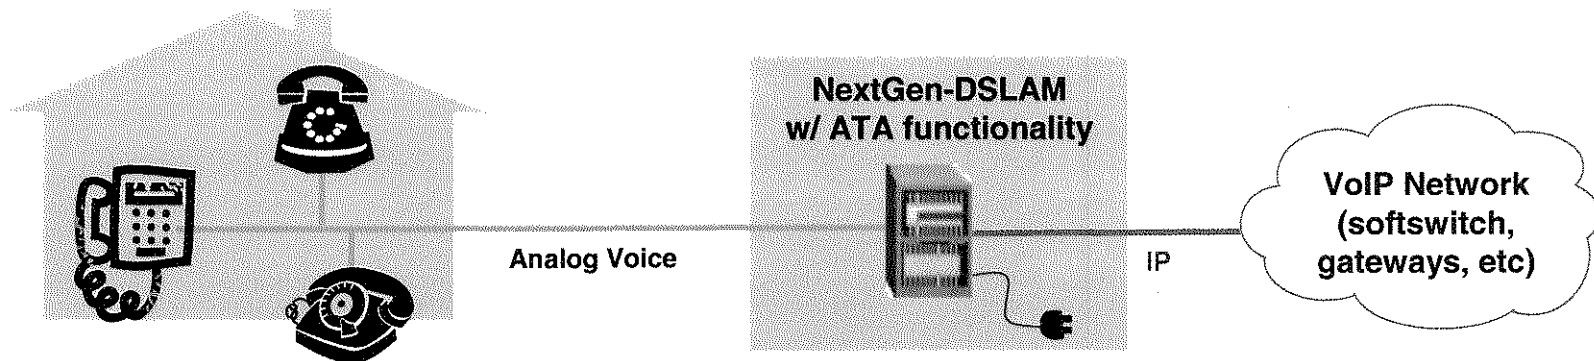 NextGen-DSLAM
w/ ATA functionality
Analog Voice
IP
VoIP Network
(softswitch,
gateways, etc)